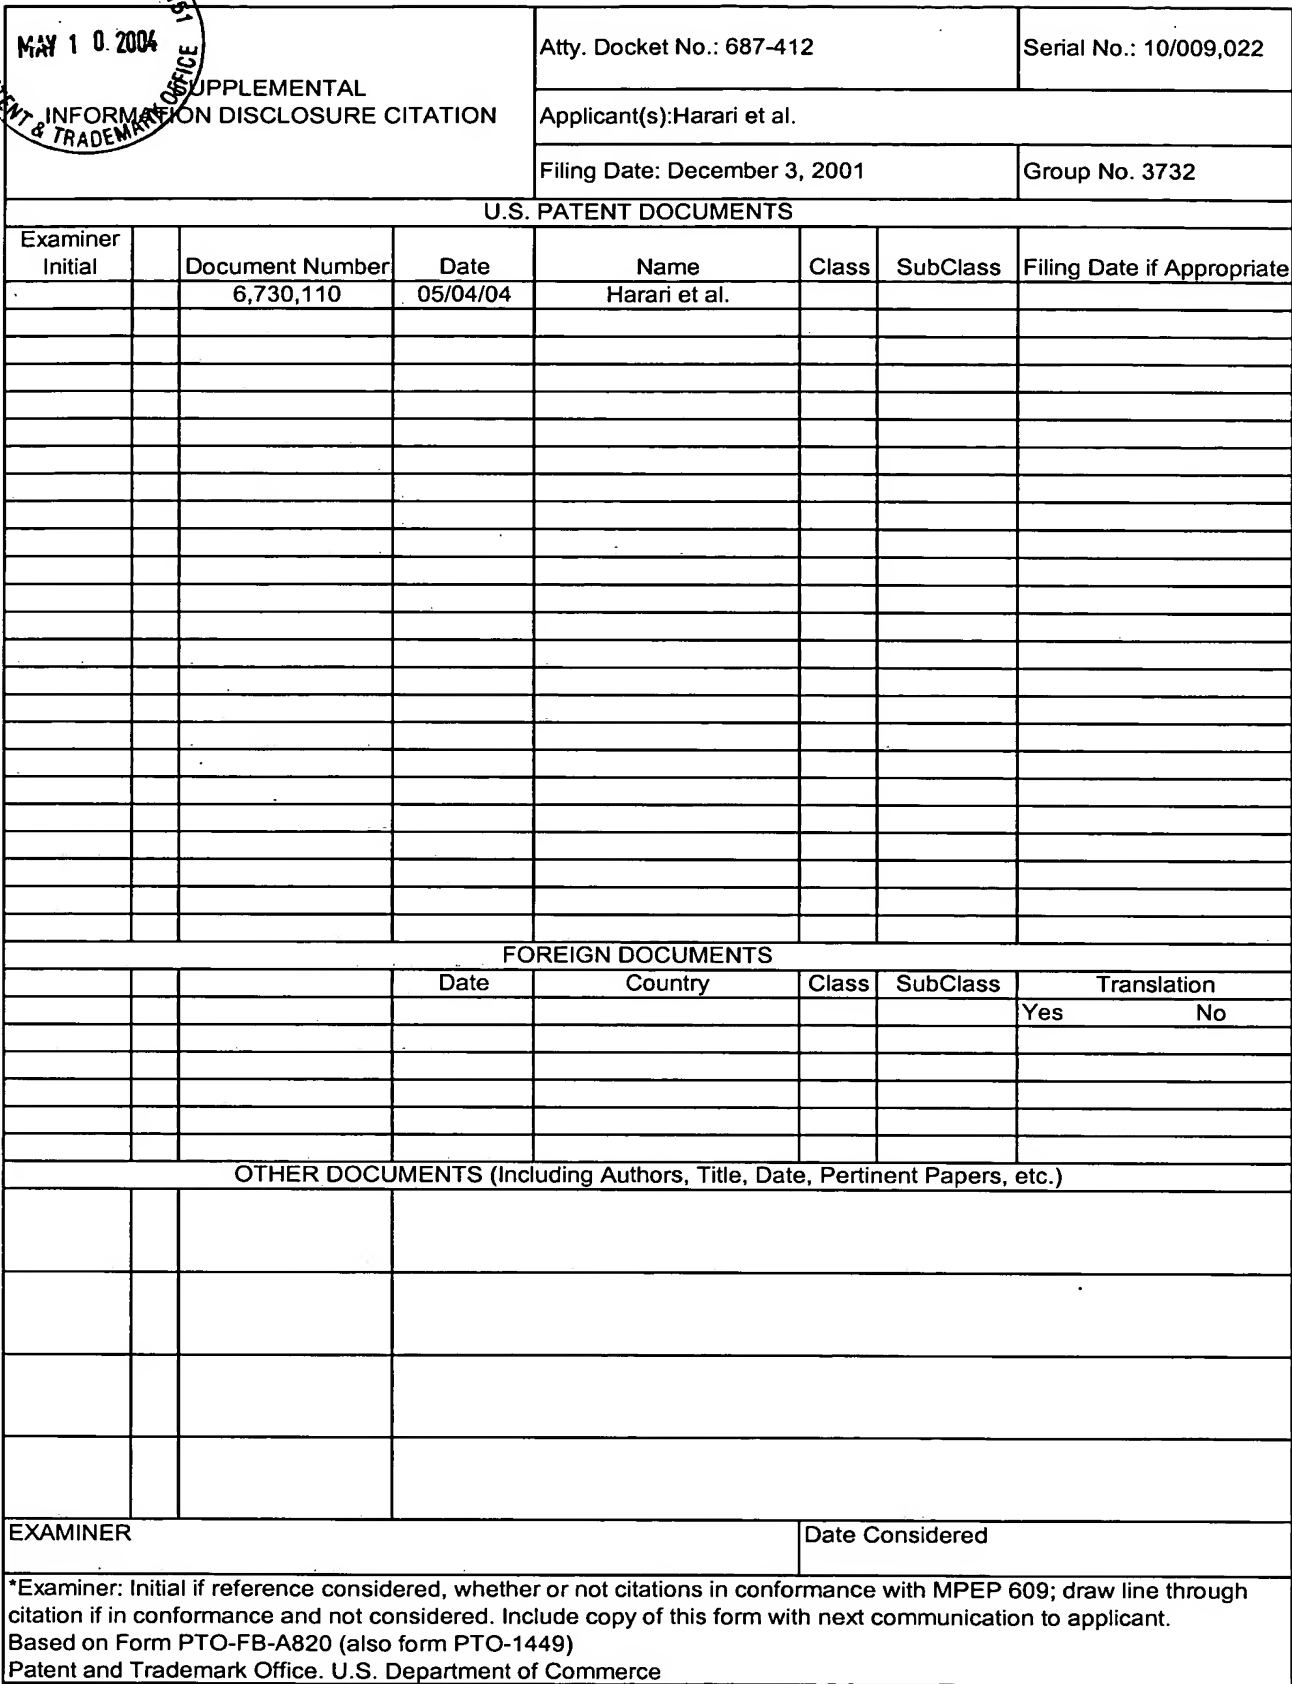 MAY 1 0. 2004
PATENT & TRADEMARK OFFICE
SUPPLEMENTAL
INFORMATION DISCLOSURE CITATION
Atty. Docket No.: 687-412
Serial No.: 10/009,022
Applicant(s):Harari et al.
Filing Date: December 3, 2001
Group No. 3732
U.S. PATENT DOCUMENTS
Examiner Initial Document Number Date Name Class SubClass Filing Date if Appropriate
6,730,110 05/04/04 Harari et al.
FOREIGN DOCUMENTS
Date Country Class SubClass Translation
Yes No
OTHER DOCUMENTS (Including Authors, Title, Date, Pertinent Papers, etc.)
EXAMINER
Date Considered
*Examiner: Initial if reference considered, whether or not citations in conformance with MPEP 609; draw line through
citation if in conformance and not considered. Include copy of this form with next communication to applicant.
Based on Form PTO-FB-A820 (also form PTO-1449)
Patent and Trademark Office. U.S. Department of Commerce